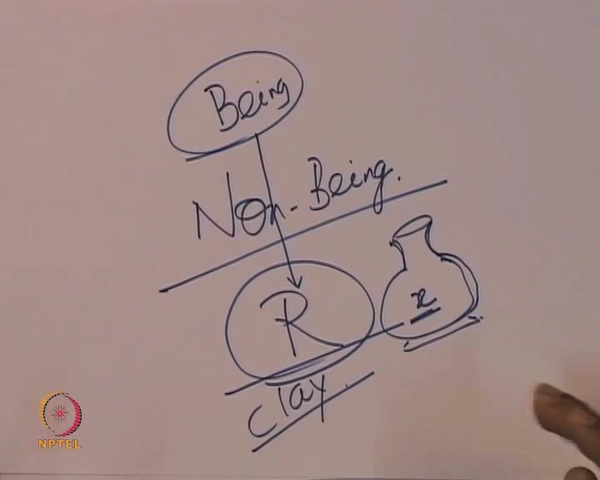 Being
Non-Being.
R
x
clay.
NPTEL